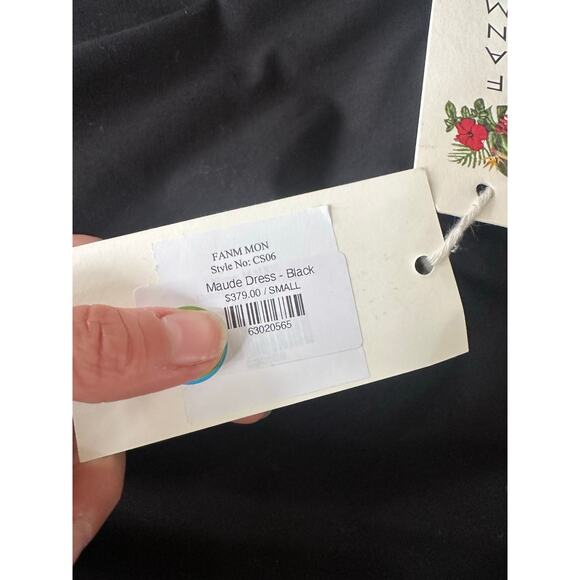 FANM MON
Style No: CS06
Maude Dress - Black
$379.00 / SMALL
63020565